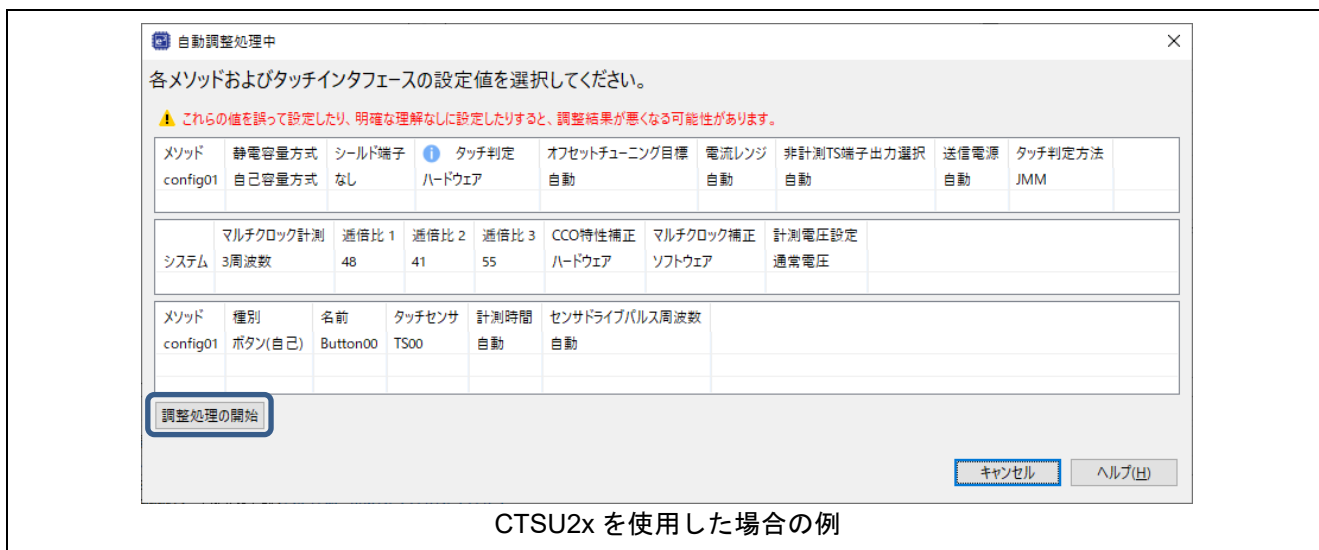 自動調整処理中
各メソッドおよびタッチインタフェースの設定値を選択してください。
これらの値を誤って設定したり、明確な理解なしに設定したりすると、調整結果が悪くなる可能性があります。
メソッド 静電容量方式 シールド端子 タッチ判定 オフセットチューニング目標 電流レンジ 非計測TS端子出力選択 送信電源 タッチ判定方法
config01 自己容量方式 なし ハードウェア 自動 自動 自動 自動 JMM
マルチクロック計測 逓倍比 1 逓倍比 2 逓倍比 3 CCO特性補正 マルチクロック補正 計測電圧設定
システム 3周波数 48 41 55 ハードウェア ソフトウェア 通常電圧
メソッド 種別 名前 タッチセンサ 計測時間 センサドライブパルス周波数
config01 ボタン(自己) Button00 TS00 自動 自動
調整処理の開始
キャンセル ヘルプ(H)
CTSU2x を使用した場合の例